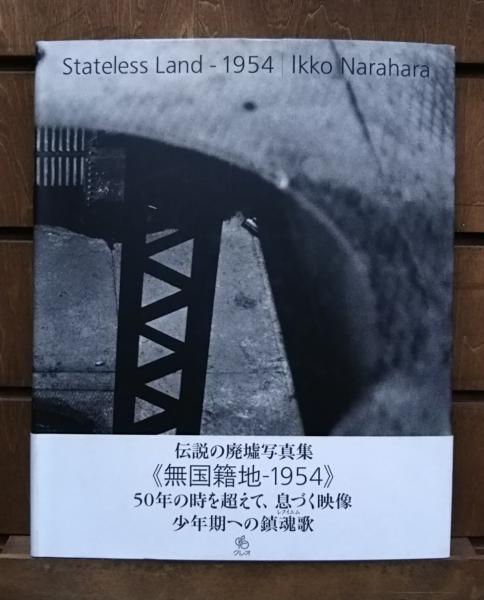 Stateless Land - 1954 | Ikko Narahara
伝説の廃墟写真集
《無国籍地-1954》
50年の時を超えて、息づく映像
少年期への鎮魂歌
レクイエム
クレオ